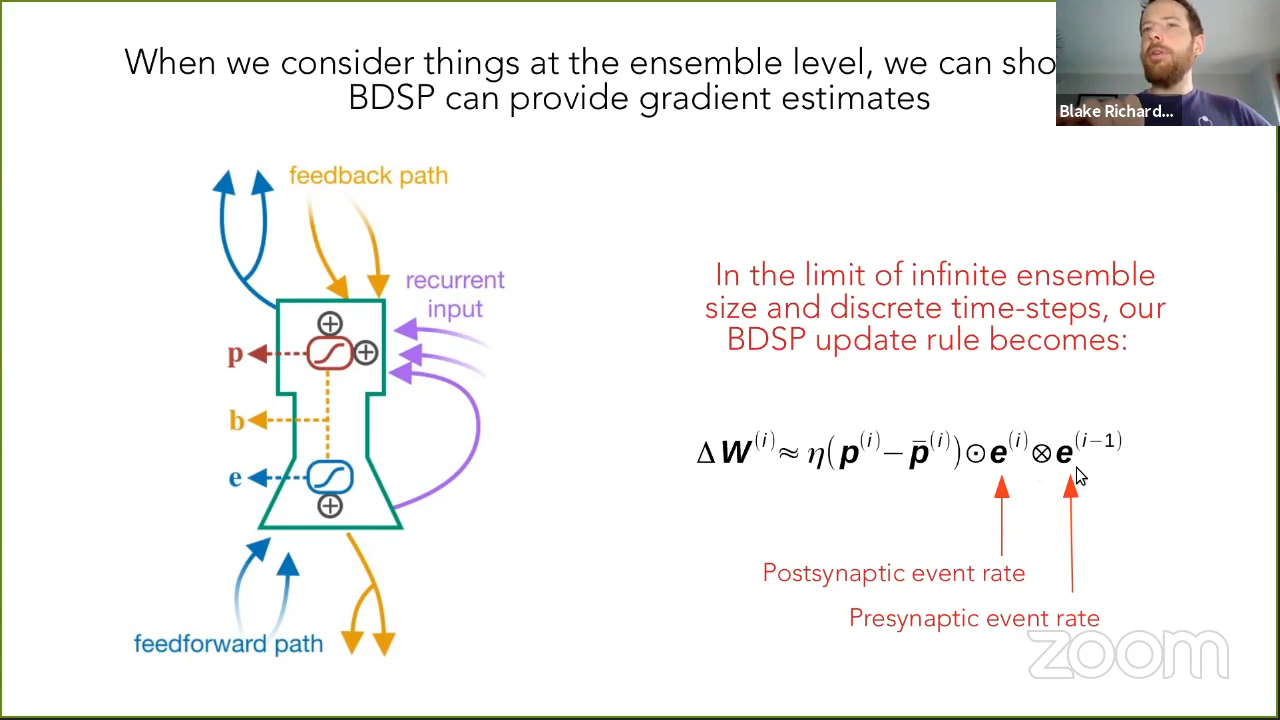 When we consider things at the ensemble level, we can sho
BDSP can provide gradient estimates
Blake Richard...
feedback path
recurrent
input
p
b
e
feedforward path
In the limit of infinite ensemble
size and discrete time-steps, our
BDSP update rule becomes:
Δ W^(i) ≈ η(p^(i) − p̅^(i)) ⊙ e^(i) ⊗ e^(i−1)
Postsynaptic event rate
Presynaptic event rate
zoom